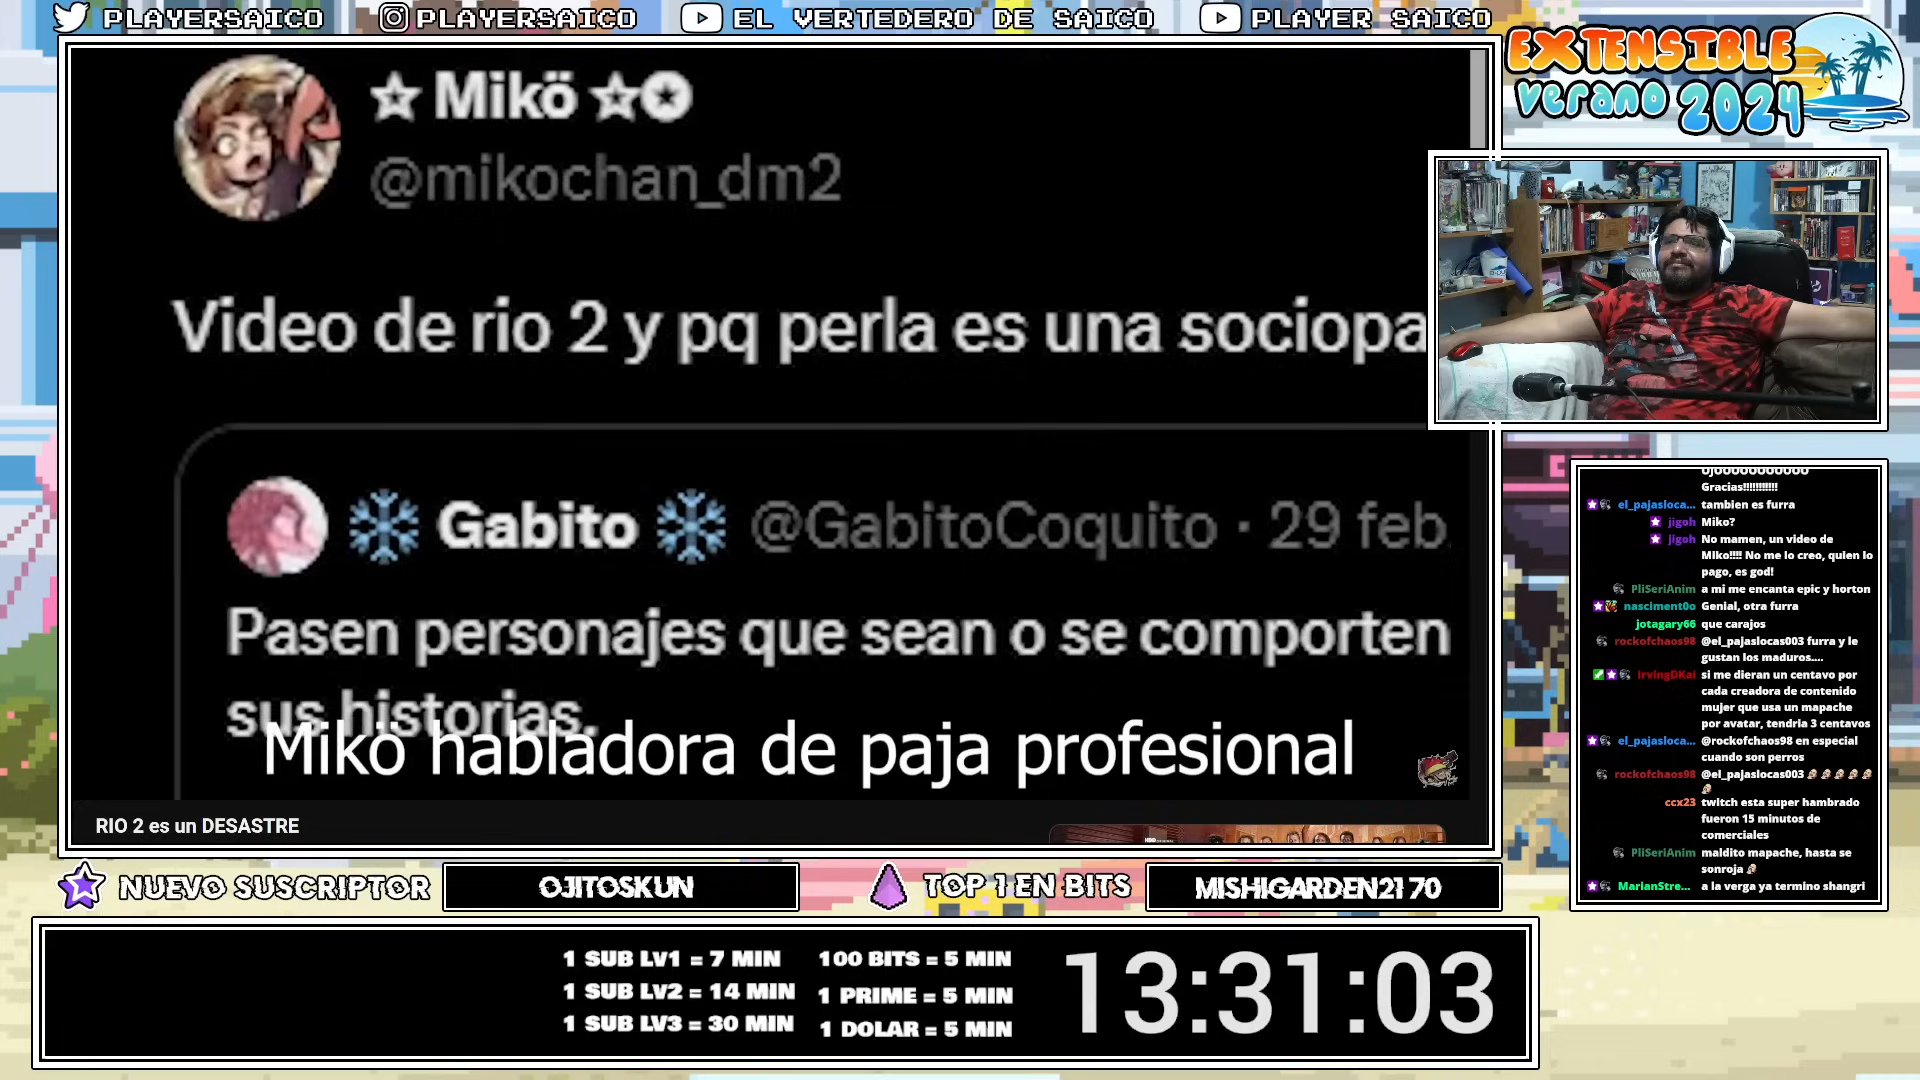 PLAYERSAICO
PLAYERSAICO
EL VERTEDERO DE SAICO
PLAYER SAICO
EXTENSIBLE
verano 2024
☆ Mikö ☆
@mikochan_dm2
Video de rio 2 y pq perla es una sociopa
❄ Gabito ❄ @GabitoCoquito · 29 feb.
Pasen personajes que sean o se comporten
sus historias.
Mikö habladora de paja profesional
RIO 2 es un DESASTRE
Gracias!!!!!!!!!!!
el_pajasloca... tambien es furra
jigoh Miko?
jigoh No mamen, un video de
Miko!!!! No me lo creo, quien lo
pago, es god!
PliSeriAnim a mi me encanta epic y horton
nasciment0o Genial, otra furra
jotagary66 que carajos
rockofchaos98 @el_pajaslocas003 furra y le
gustan los maduros....
IrvingDKai si me dieran un centavo por
cada creadora de contenido
mujer que usa un mapache
por avatar, tendria 3 centavos
el_pajasloca... @rockofchaos98 en especial
cuando son perros
rockofchaos98 @el_pajaslocas003
ccx23 twitch esta super hambrado
fueron 15 minutos de
comerciales
PliSeriAnim maldito mapache, hasta se
sonroja
MarianStre... a la verga ya termino shangri
NUEVO SUSCRIPTOR
OJITOSKUN
TOP 1 EN BITS
MISHIGARDEN21 70
1 SUB LV1 = 7 MIN
1 SUB LV2 = 14 MIN
1 SUB LV3 = 30 MIN
100 BITS = 5 MIN
1 PRIME = 5 MIN
1 DOLAR = 5 MIN
13:31:03